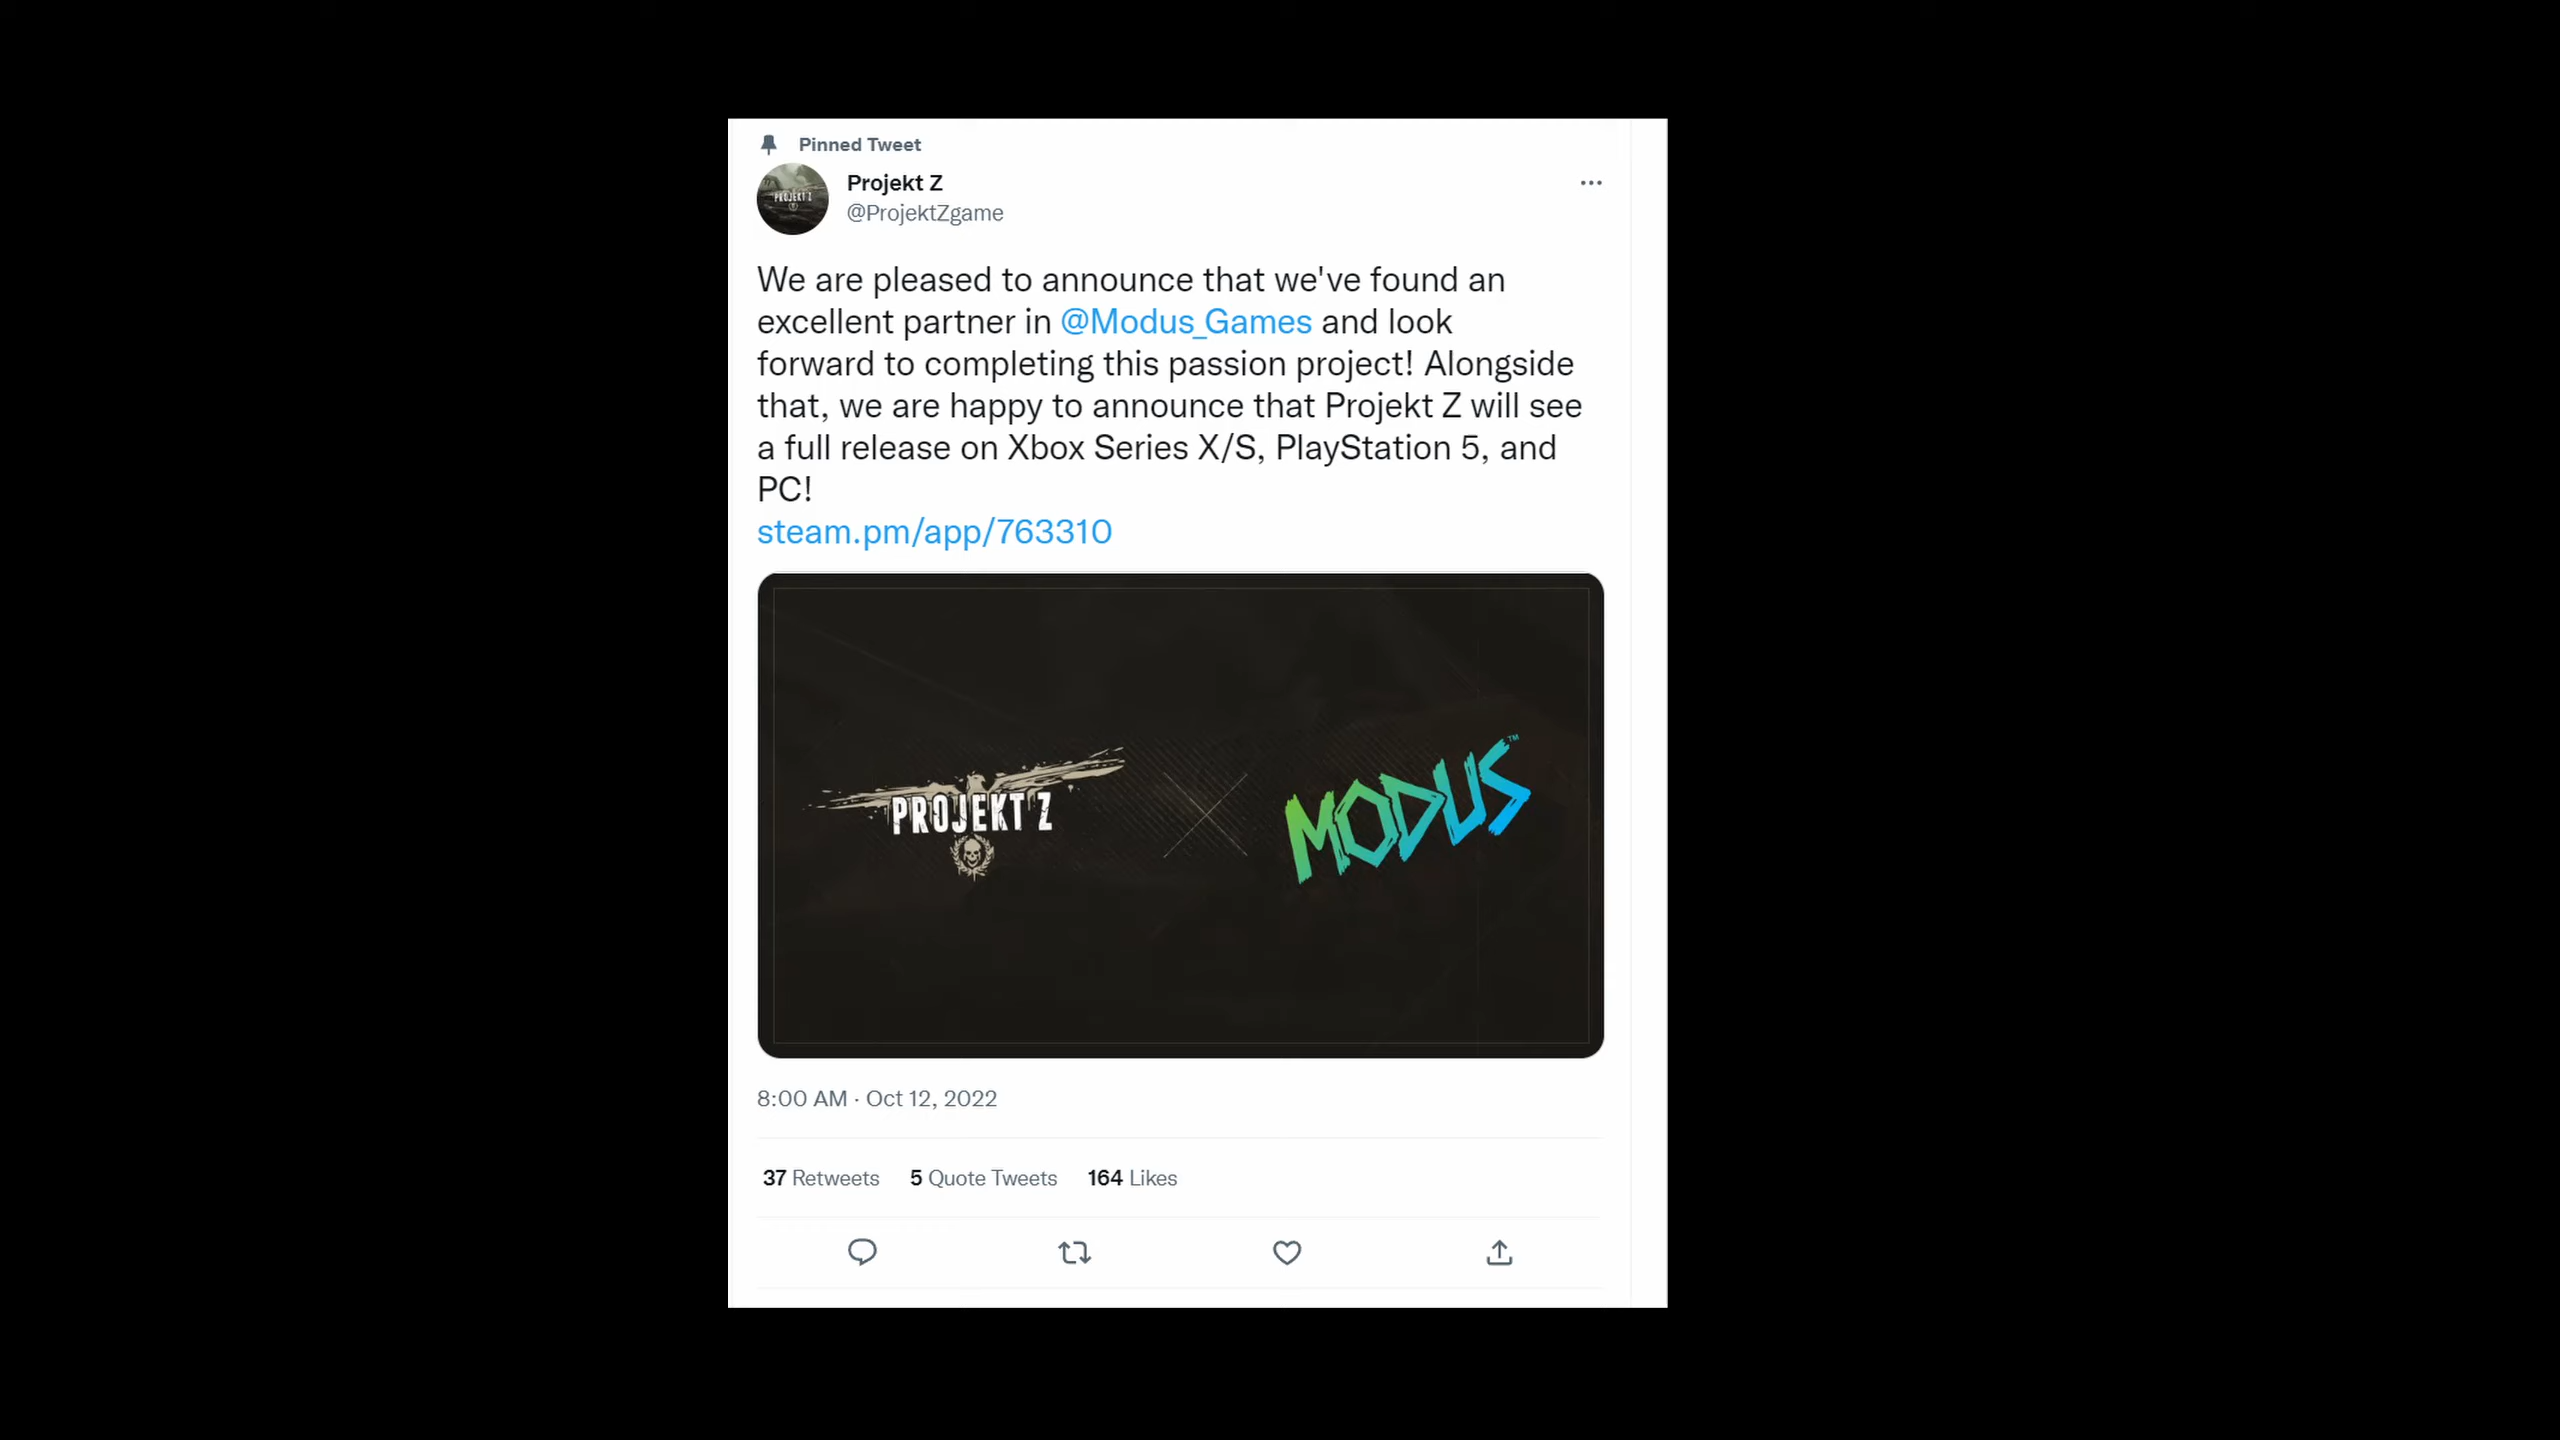 Pinned Tweet
PROJEKT Z
Projekt Z
@ProjektZgame
We are pleased to announce that we've found an
excellent partner in @Modus_Games and look
forward to completing this passion project! Alongside
that, we are happy to announce that Projekt Z will see
a full release on Xbox Series X/S, PlayStation 5, and
PC!
steam.pm/app/763310
PROJEKT Z
MODUS™
8:00 AM · Oct 12, 2022
37 Retweets 5 Quote Tweets 164 Likes